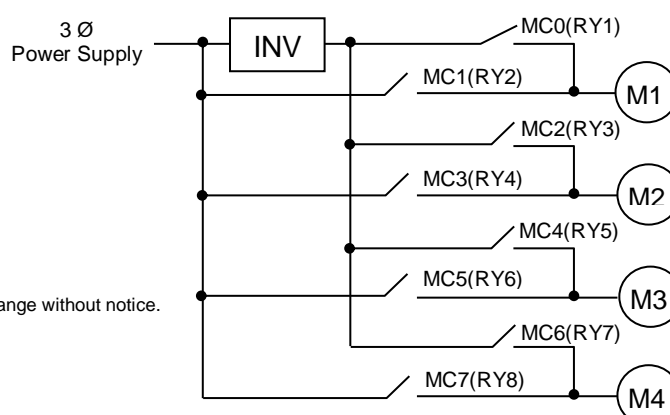 3 Ø
Power Supply
INV
MC0(RY1)
MC1(RY2)
M1
MC2(RY3)
MC3(RY4)
M2
MC4(RY5)
ange without notice.
MC5(RY6)
M3
MC6(RY7)
MC7(RY8)
M4